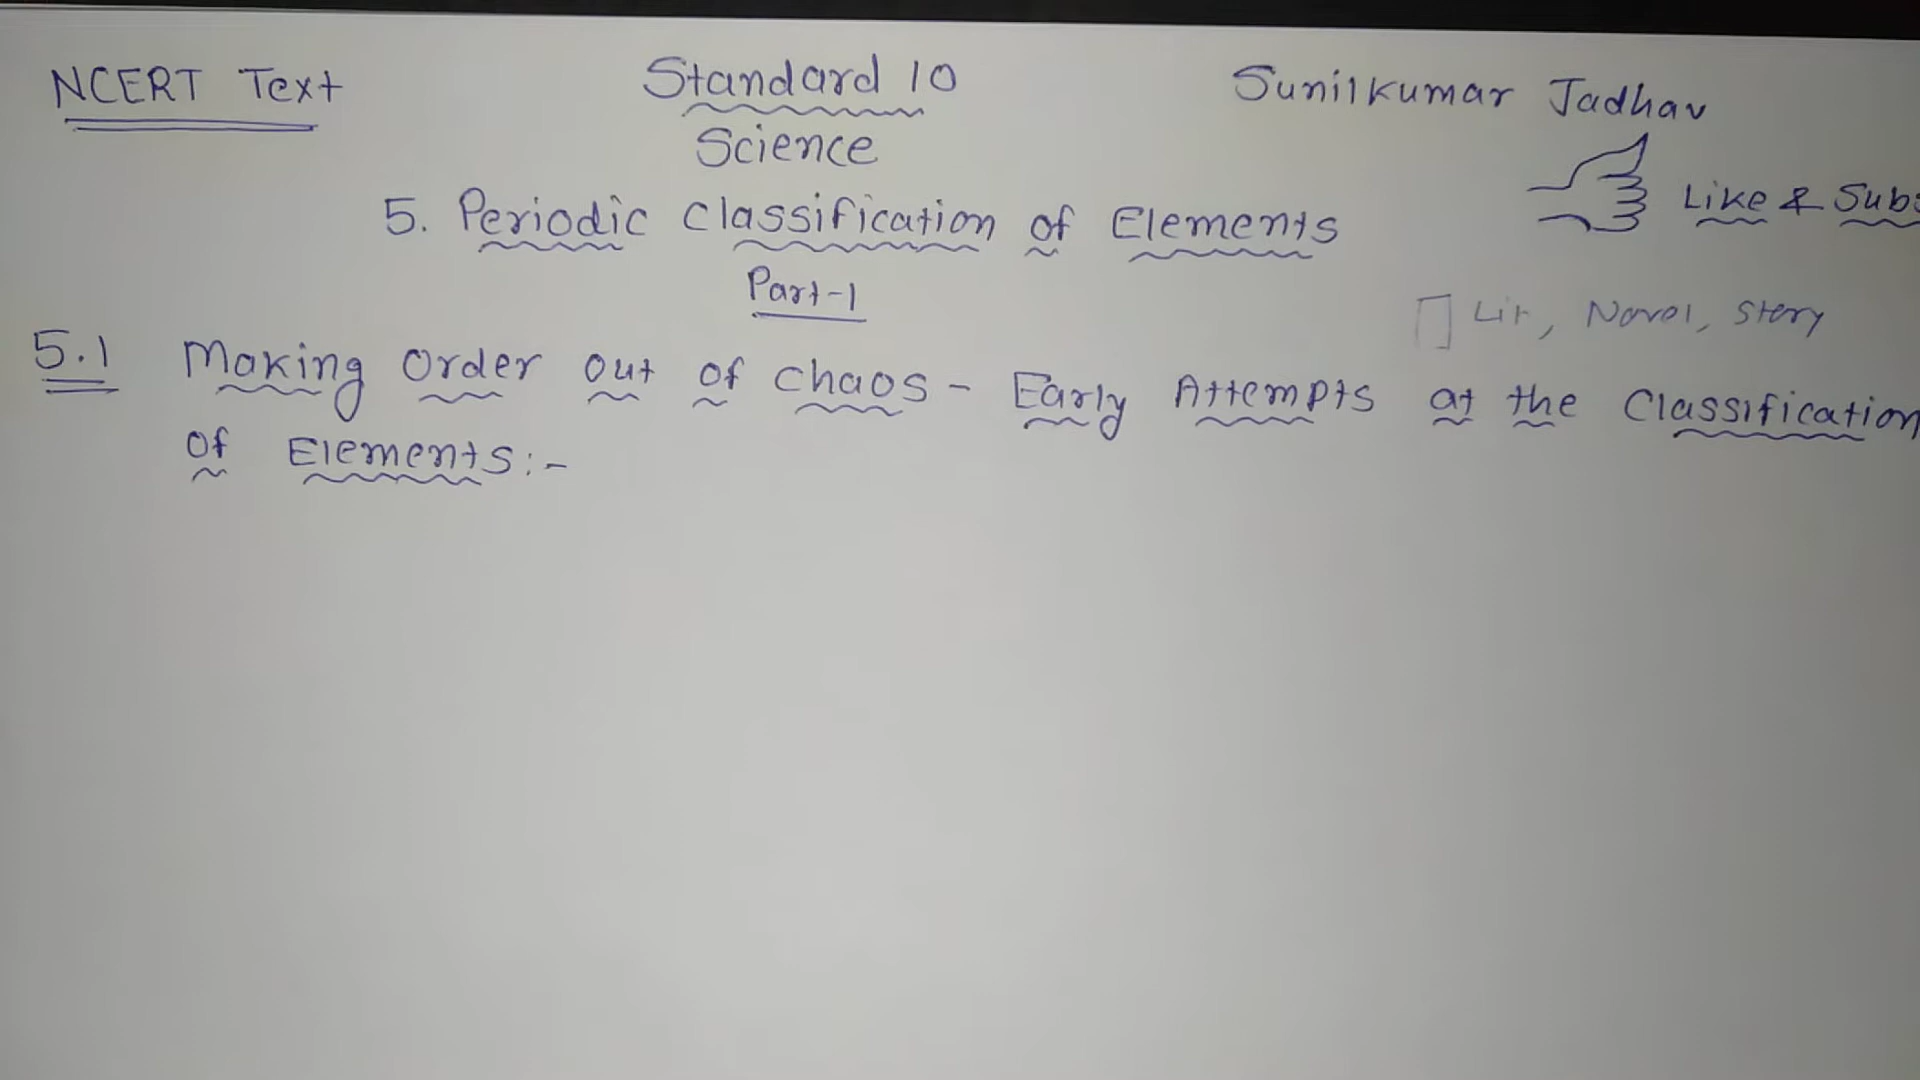 NCERT Text
Standard 10
Sunilkumar Jadhav
Science
Like & Subs
5. Periodic Classification of Elements
Part-1
Lit, Novel, Story
5.1 Making Order out of chaos - Early Attempts at the Classification
of Elements:-